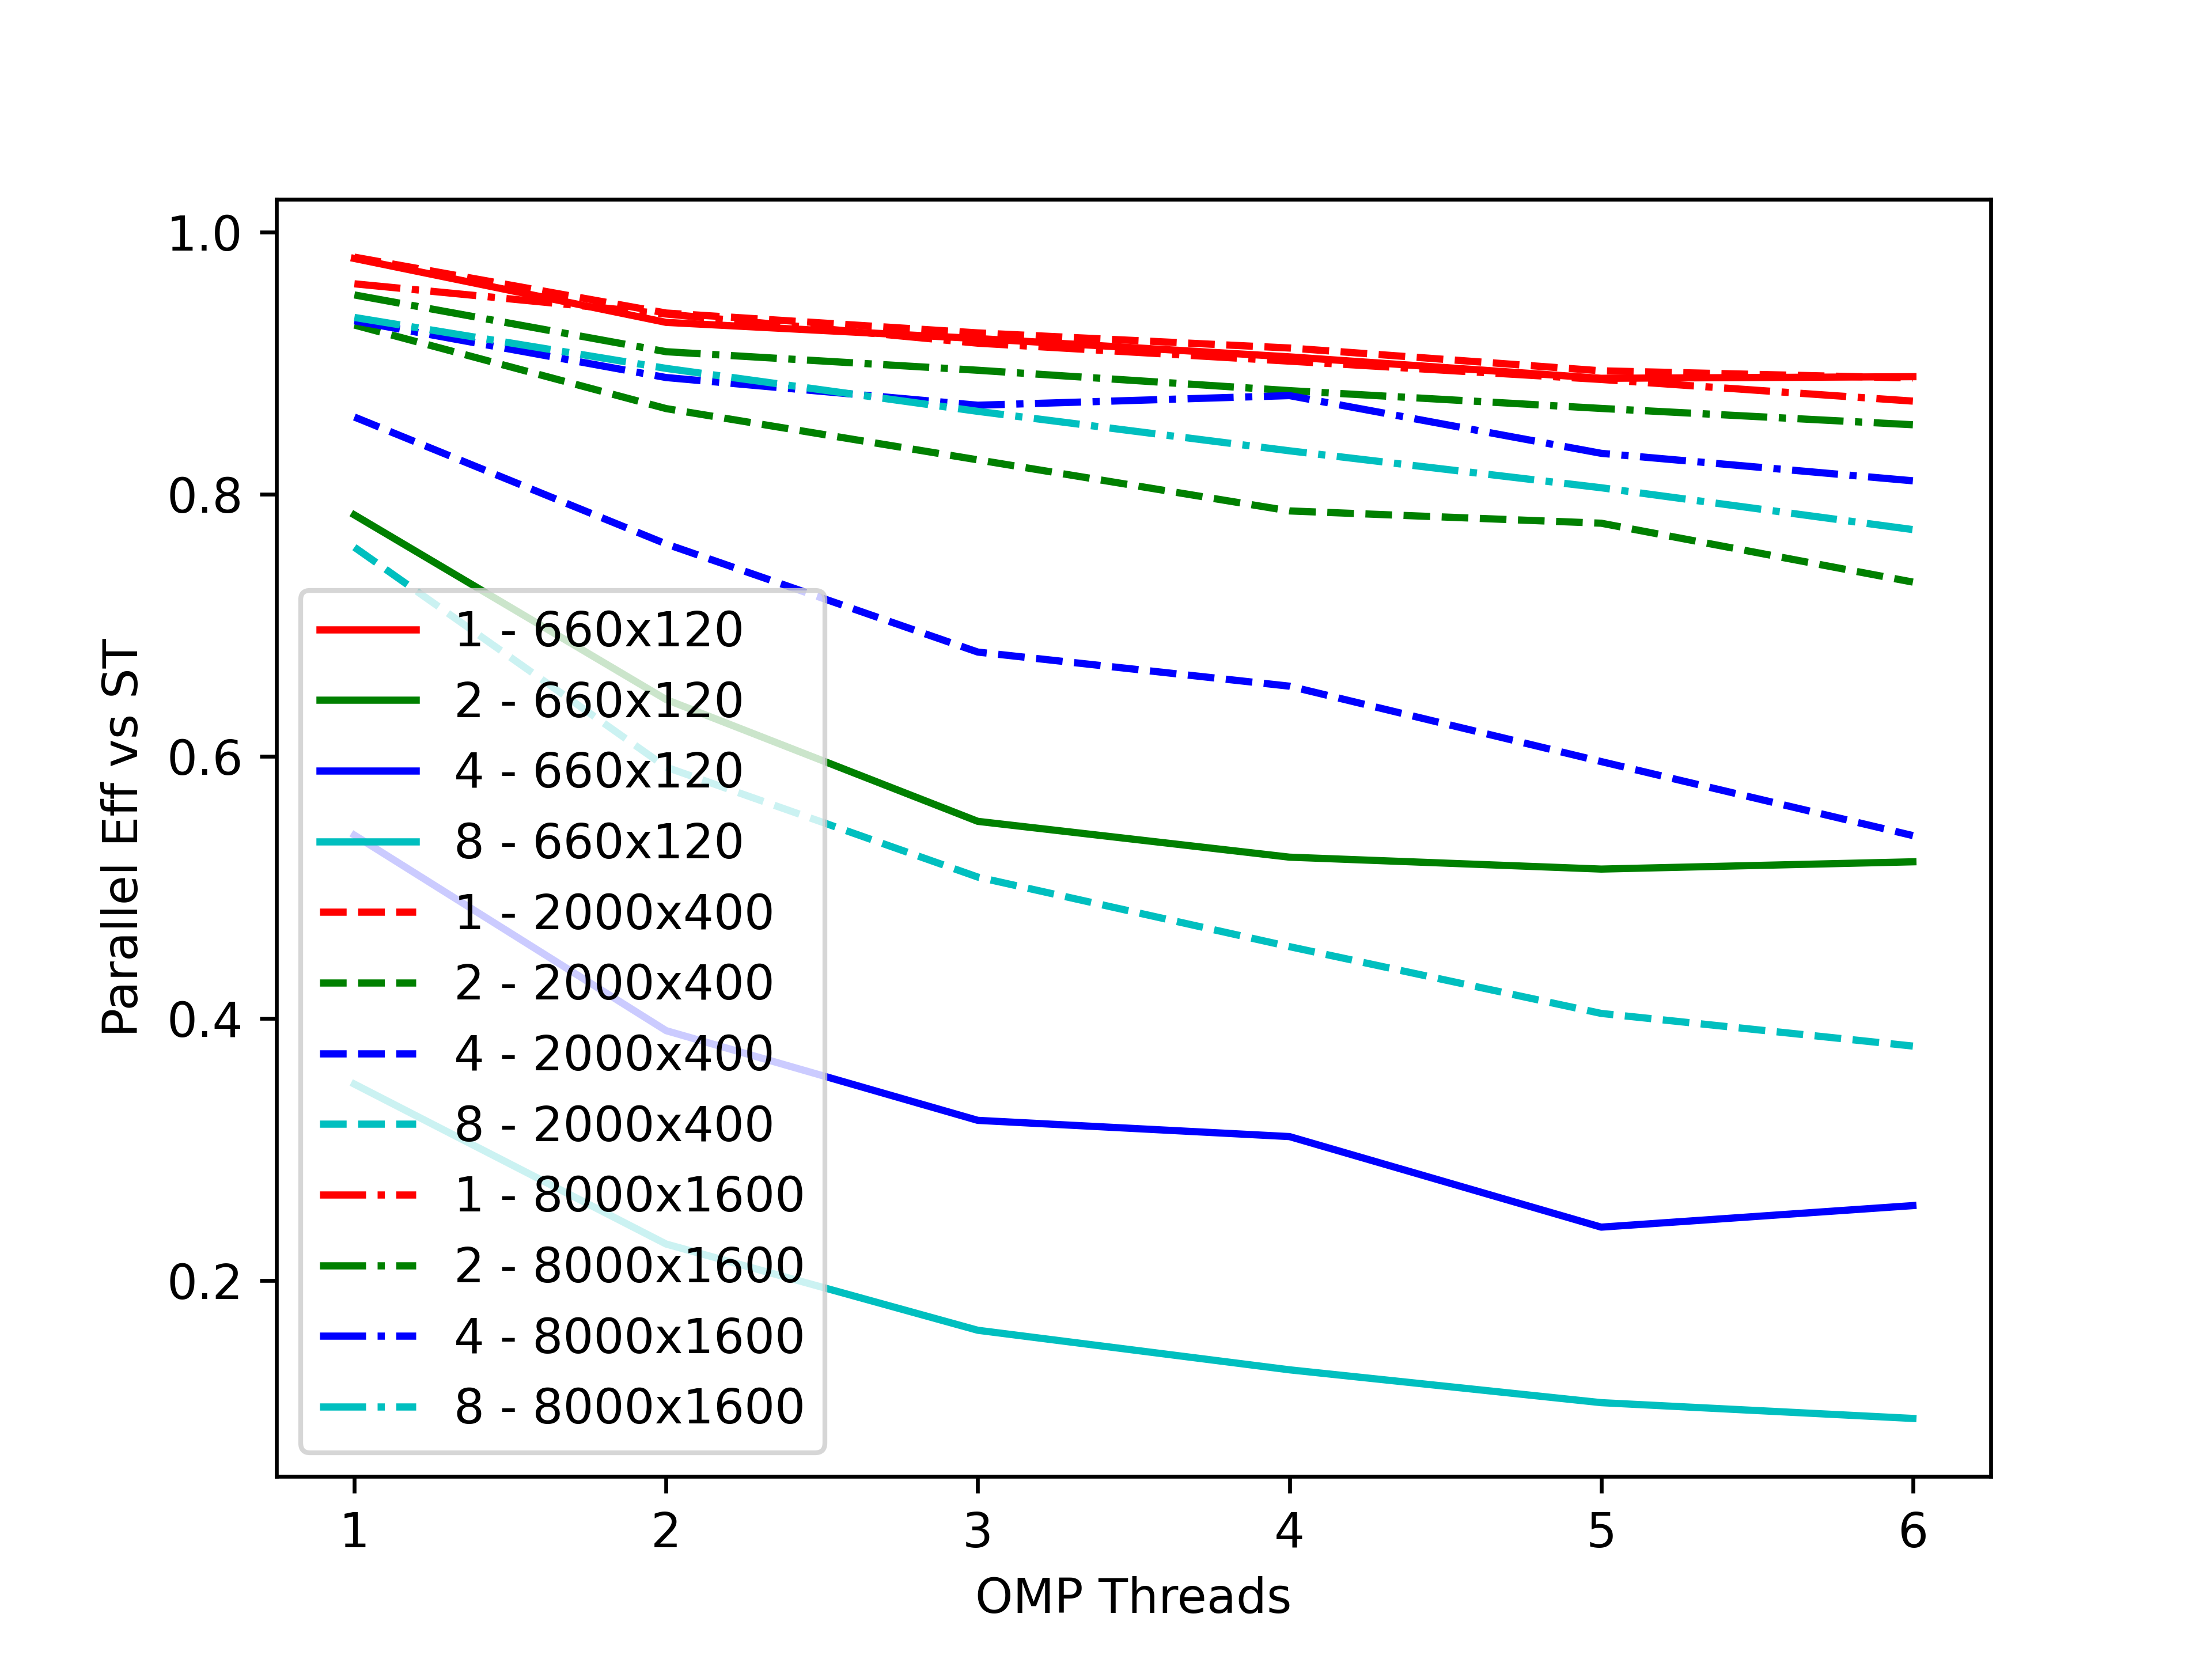 1.0
0.8
0.6
0.4
0.2
Parallel Eff vs ST
1 - 660x120
2 - 660x120
4 - 660x120
8 - 660x120
1 - 2000x400
2 - 2000x400
4 - 2000x400
8 - 2000x400
1 - 8000x1600
2 - 8000x1600
4 - 8000x1600
8 - 8000x1600
1 2 3 4 5 6
OMP Threads